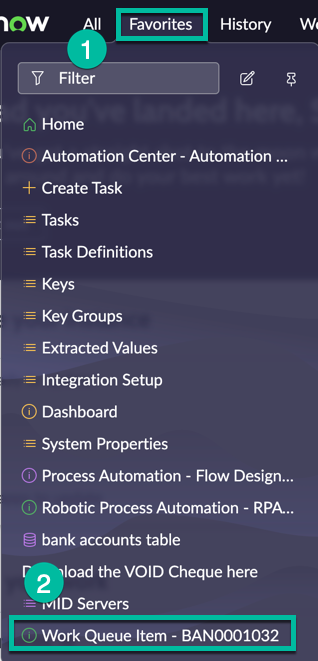 now All Favorites History We
1
Filter
Home
Automation Center - Automation ...
Create Task
Tasks
Task Definitions
Keys
Key Groups
Extracted Values
Integration Setup
Dashboard
System Properties
Process Automation - Flow Design...
Robotic Process Automation - RPA...
bank accounts table
2
Download the VOID Cheque here
MID Servers
Work Queue Item - BAN0001032